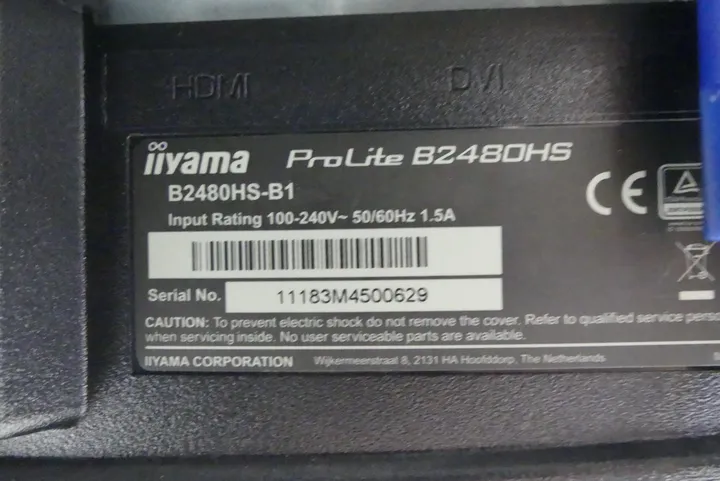 HDMI DVI
iiyama ProLite B2480HS
B2480HS-B1
Input Rating 100-240V~ 50/60Hz 1.5A
CE
Serial No. 11183M4500629
CAUTION: To prevent electric shock do not remove the cover. Refer to qualified service
when servicing inside. No user serviceable parts are available.
IIYAMA CORPORATION Wijkermeerstraat 8, 2131 HA Hoofddorp, The Netherlands